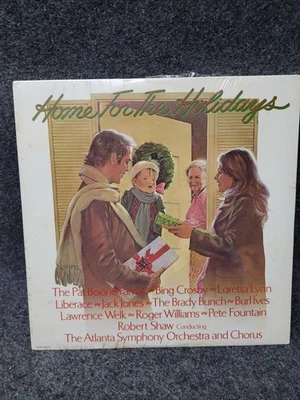 Home For The Holidays
The Pat Boone Family ~ Bing Crosby ~ Loretta Lynn
Liberace ~ Jack Jones ~ The Brady Bunch ~ Burl Ives
Lawrence Welk ~ Roger Williams ~ Pete Fountain
Robert Shaw Conducting
The Atlanta Symphony Orchestra and Chorus